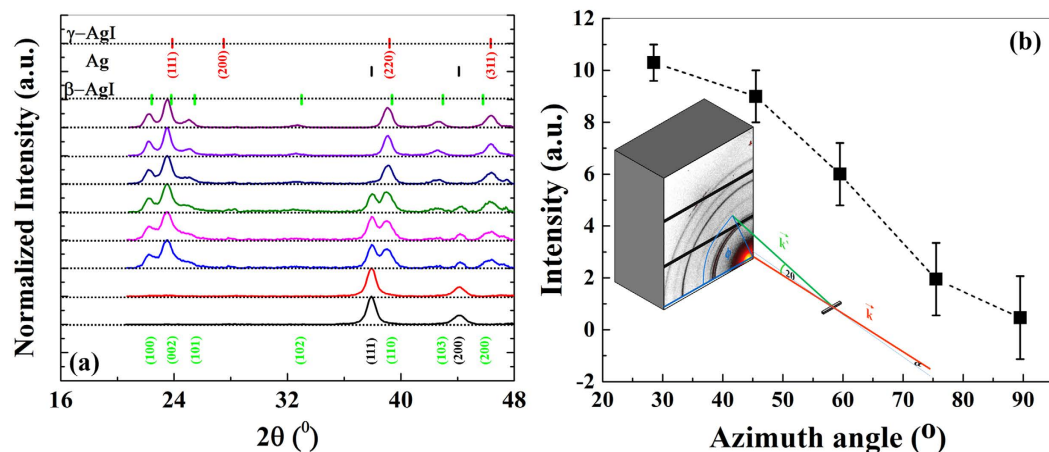 γ−AgI
(111)
(200)
(220)
(311)
Ag
β−AgI
Normalized Intensity (a.u.)
(a)
(100)
(002)
(101)
(102)
(111)
(110)
(103)
(200)
(200)
16
24
32
40
48
2θ (⁰)
12
10
8
6
4
2
0
-2
Intensity (a.u.)
(b)
k'
2θ
k
α
20
30
40
50
60
70
80
90
Azimuth angle (º)